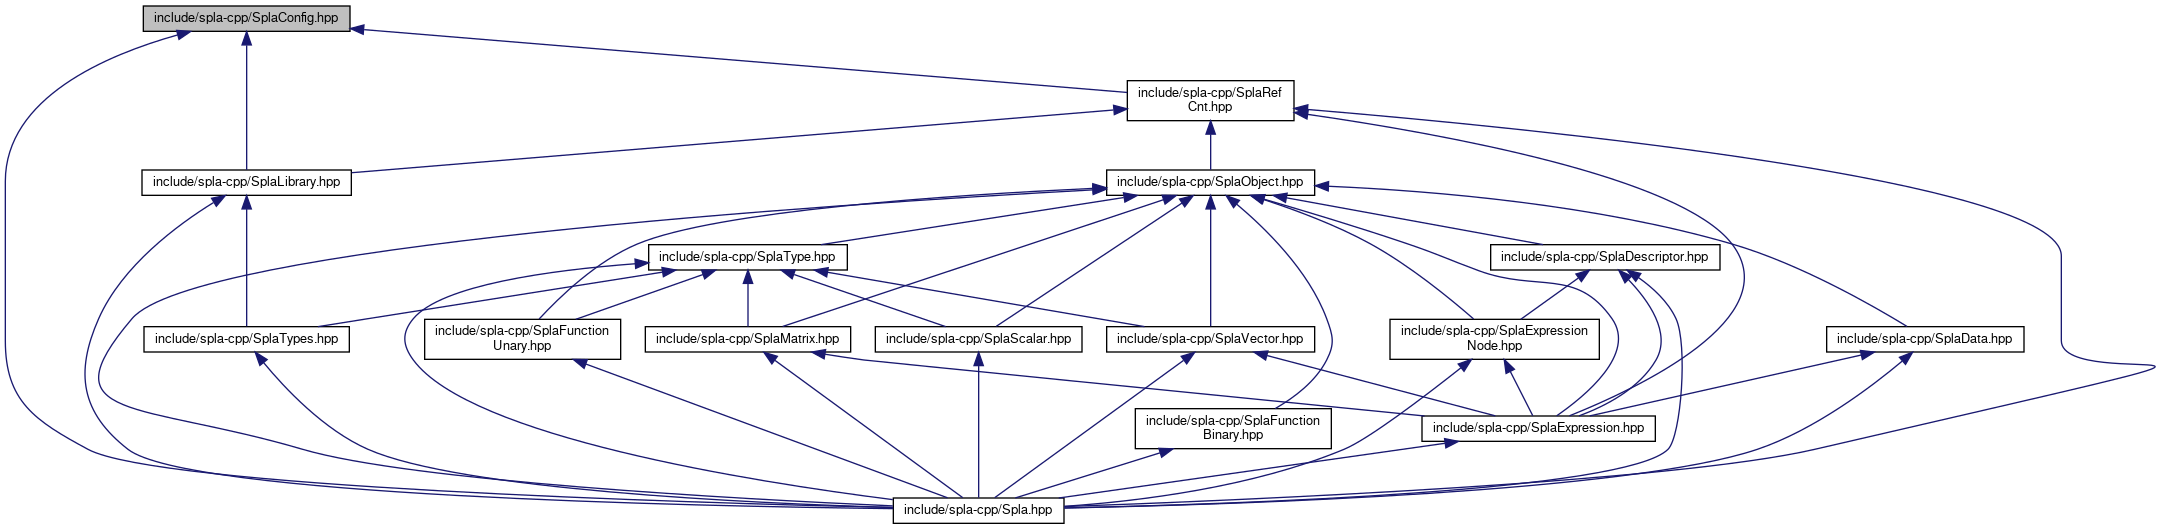 include/spla-cpp/SplaConfig.hpp
include/spla-cpp/SplaRef
Cnt.hpp
include/spla-cpp/SplaLibrary.hpp
include/spla-cpp/SplaObject.hpp
include/spla-cpp/SplaType.hpp
include/spla-cpp/SplaDescriptor.hpp
include/spla-cpp/SplaTypes.hpp
include/spla-cpp/SplaFunction
Unary.hpp
include/spla-cpp/SplaMatrix.hpp
include/spla-cpp/SplaScalar.hpp
include/spla-cpp/SplaVector.hpp
include/spla-cpp/SplaExpression
Node.hpp
include/spla-cpp/SplaData.hpp
include/spla-cpp/SplaFunction
Binary.hpp
include/spla-cpp/SplaExpression.hpp
include/spla-cpp/Spla.hpp